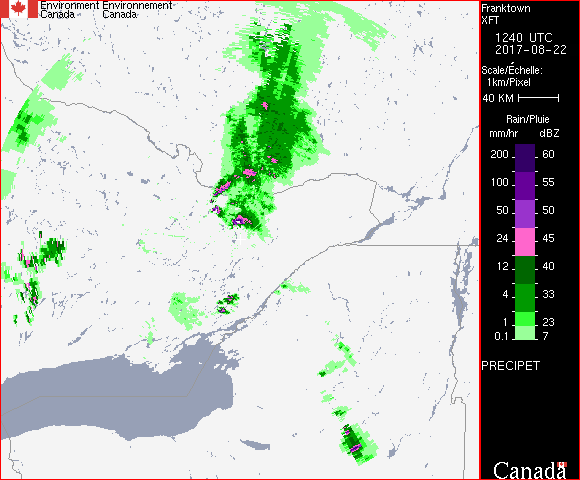 Environment Environnement
Canada Canada
Franktown
XFT
1240 UTC
2017-08-22
Scale/Échelle:
1km/Pixel
40 KM
Rain/Pluie
mm/hr dBZ
200 60
100 55
50 50
24 45
12 40
4 33
1 23
0.1 7
PRECIPET
Canada